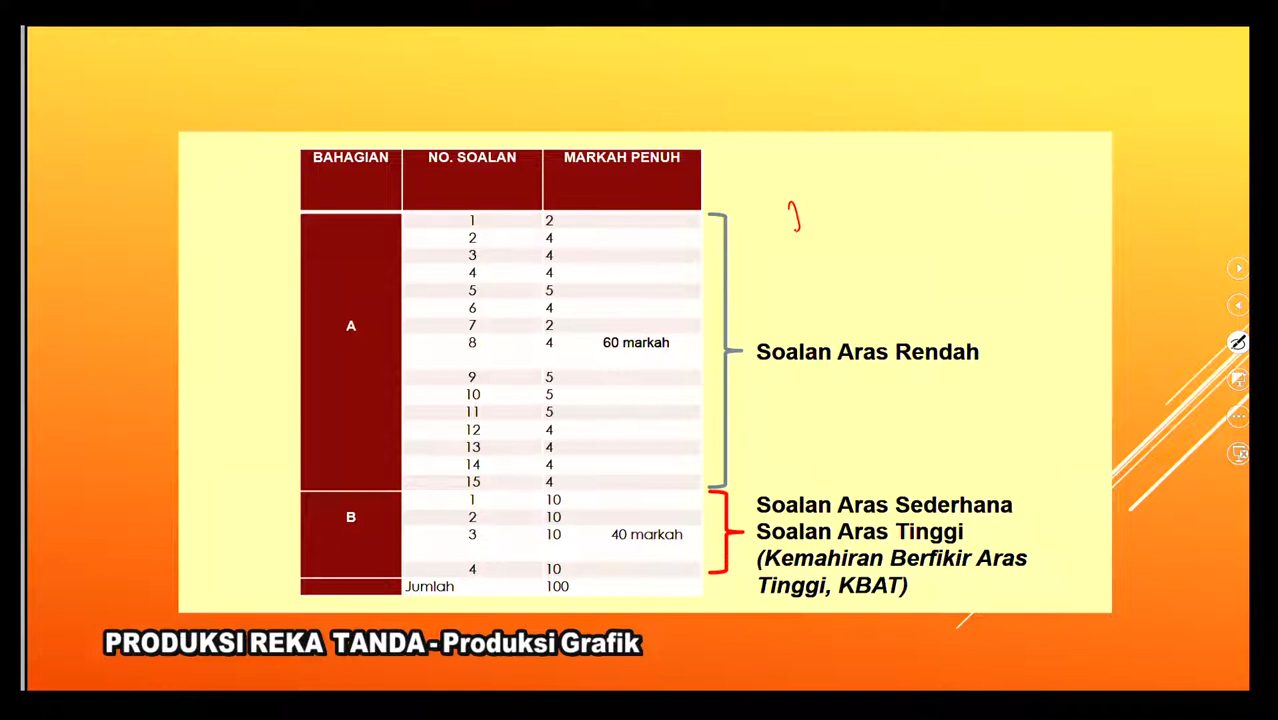 BAHAGIAN NO. SOALAN MARKAH PENUH
A
1 2
2 4
3 4
4 4
5 5
6 4
7 2
8 4 60 markah
9 5
10 5
11 5
12 4
13 4
14 4
15 4
Soalan Aras Rendah
B
1 10
2 10
3 10 40 markah
4 10
Jumlah 100
Soalan Aras Sederhana
Soalan Aras Tinggi
(Kemahiran Berfikir Aras
Tinggi, KBAT)
PRODUKSI REKA TANDA - Produksi Grafik